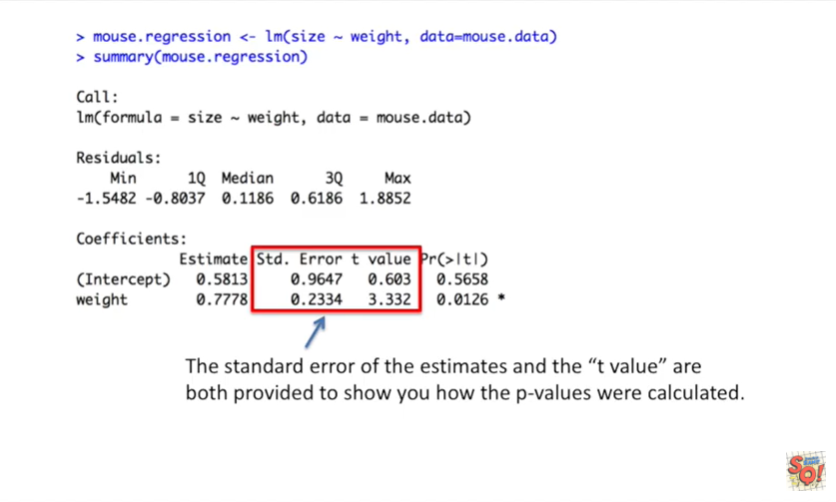 > mouse.regression <- lm(size ~ weight, data=mouse.data)
> summary(mouse.regression)
Call:
lm(formula = size ~ weight, data = mouse.data)
Residuals:
Min 1Q Median 3Q Max
-1.5482 -0.8037 0.1186 0.6186 1.8852
Coefficients:
Estimate Std. Error t value Pr(>|t|)
(Intercept) 0.5813 0.9647 0.603 0.5658
weight 0.7778 0.2334 3.332 0.0126 *
The standard error of the estimates and the “t value” are
both provided to show you how the p-values were calculated.
SQ!